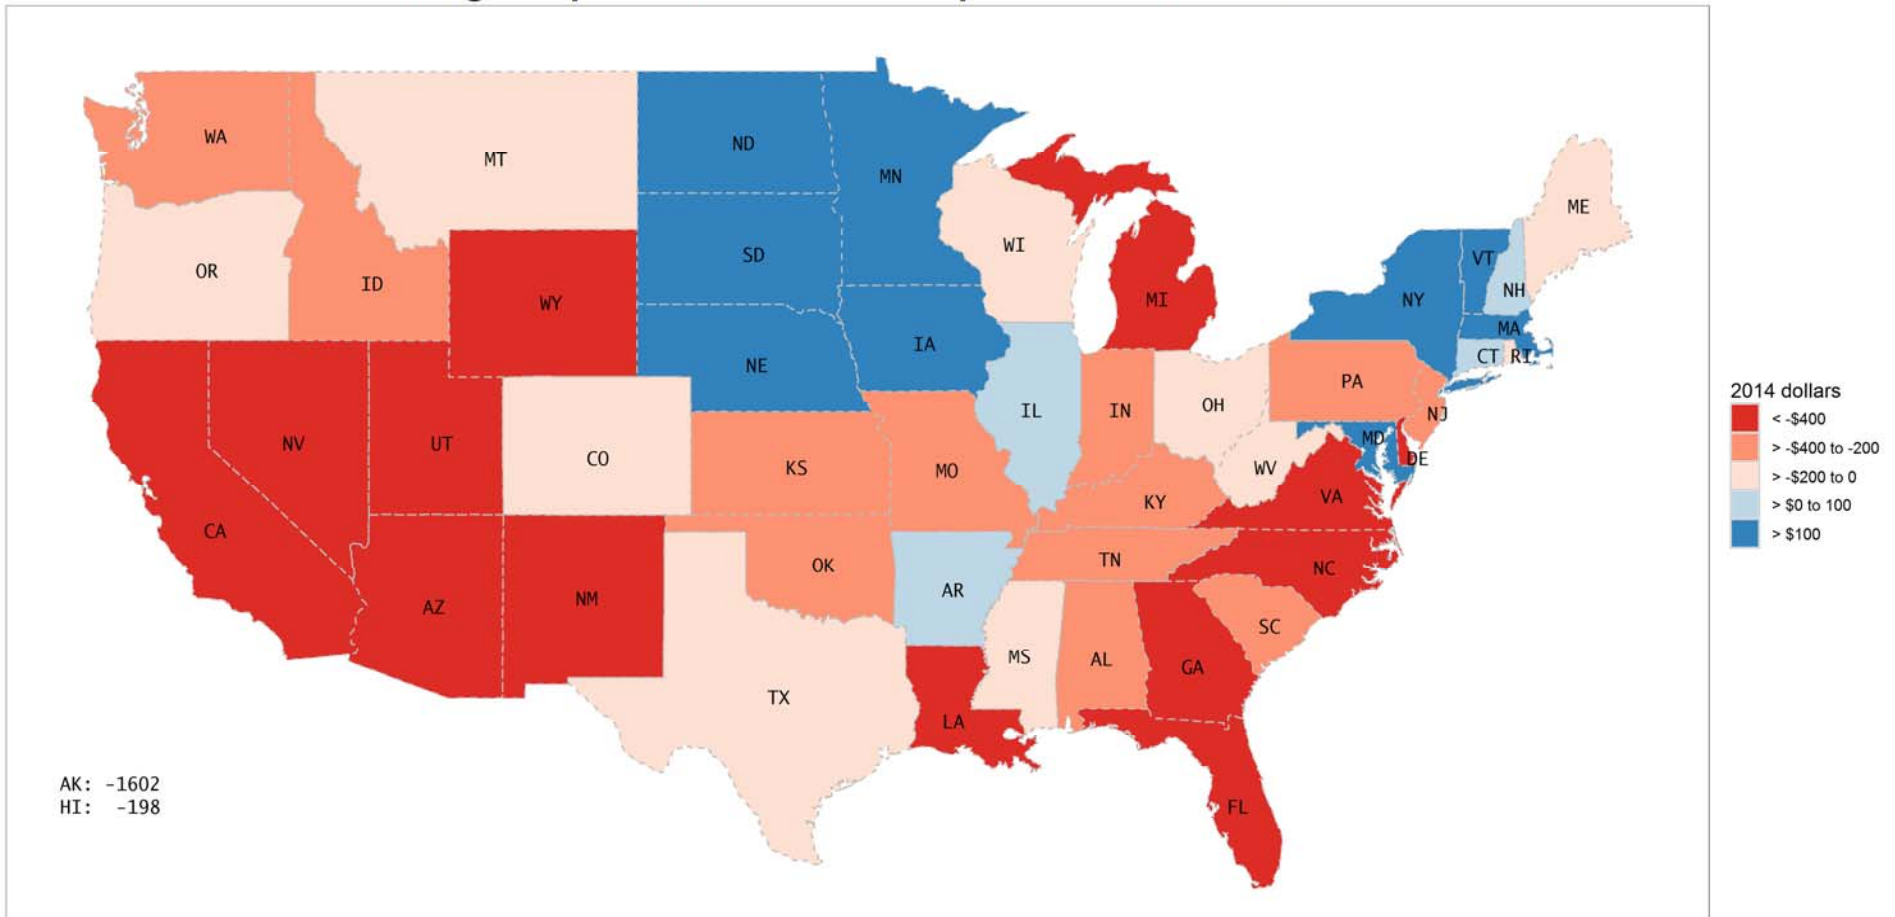 WA
MT
ND
MN
ME
WI
SD
VT
OR
ID
NH
WY
MI
NY
MA
IA
CT
RI
NE
PA
IL
IN
OH
NJ
2014 dollars
< -$400
> -$400 to -200
> -$200 to 0
> $0 to 100
> $100
NV
UT
CO
KS
MO
WV
MD
DE
KY
VA
CA
OK
TN
NC
AR
AZ
NM
SC
MS
AL
GA
TX
LA
FL
AK: -1602
HI: -198